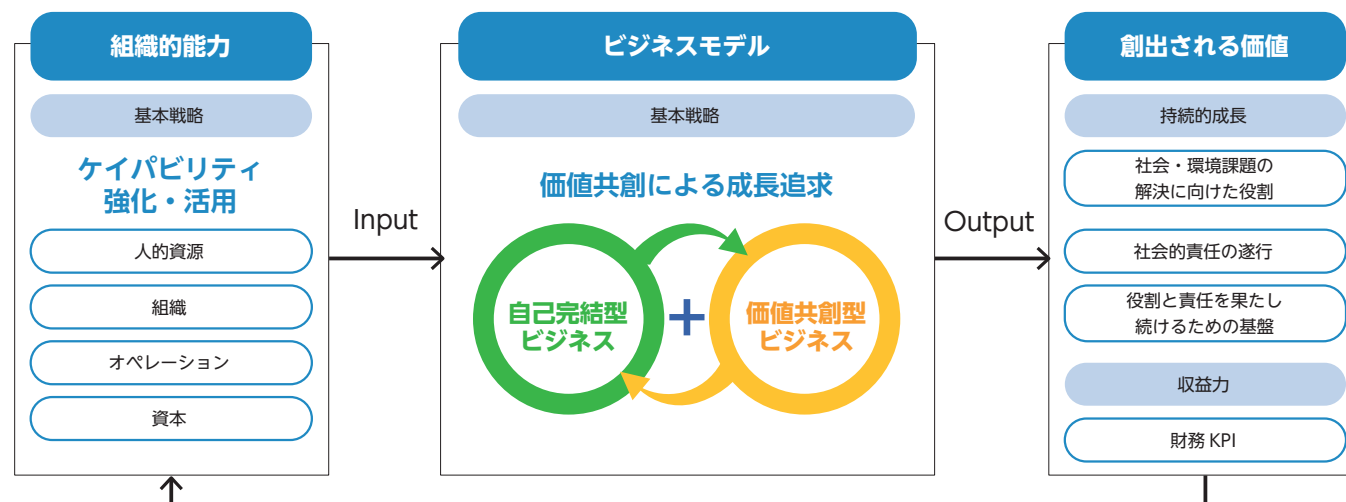 組織的能力
基本戦略
ケイパビリティ
強化・活用
人的資源
組織
オペレーション
資本
Input
ビジネスモデル
基本戦略
価値共創による成長追求
自己完結型
ビジネス
+
価値共創型
ビジネス
Output
創出される価値
持続的成長
社会・環境課題の
解決に向けた役割
社会的責任の遂行
役割と責任を果たし
続けるための基盤
収益力
財務 KPI